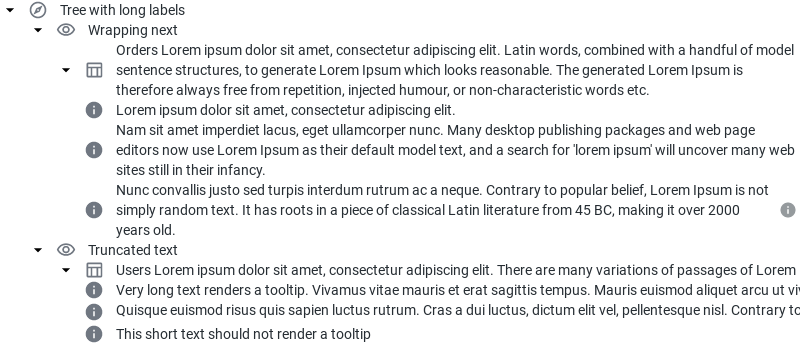 Tree with long labels
Wrapping next
Orders Lorem ipsum dolor sit amet, consectetur adipiscing elit. Latin words, combined with a handful of model
sentence structures, to generate Lorem Ipsum which looks reasonable. The generated Lorem Ipsum is
therefore always free from repetition, injected humour, or non-characteristic words etc.
Lorem ipsum dolor sit amet, consectetur adipiscing elit.
Nam sit amet imperdiet lacus, eget ullamcorper nunc. Many desktop publishing packages and web page
editors now use Lorem Ipsum as their default model text, and a search for 'lorem ipsum' will uncover many web
sites still in their infancy.
Nunc convallis justo sed turpis interdum rutrum ac a neque. Contrary to popular belief, Lorem Ipsum is not
simply random text. It has roots in a piece of classical Latin literature from 45 BC, making it over 2000
years old.
Truncated text
Users Lorem ipsum dolor sit amet, consectetur adipiscing elit. There are many variations of passages of Lorem
Very long text renders a tooltip. Vivamus vitae mauris et erat sagittis tempus. Mauris euismod aliquet arcu ut
Quisque euismod risus quis sapien luctus rutrum. Cras a dui luctus, dictum elit vel, pellentesque nisl. Contrary
This short text should not render a tooltip